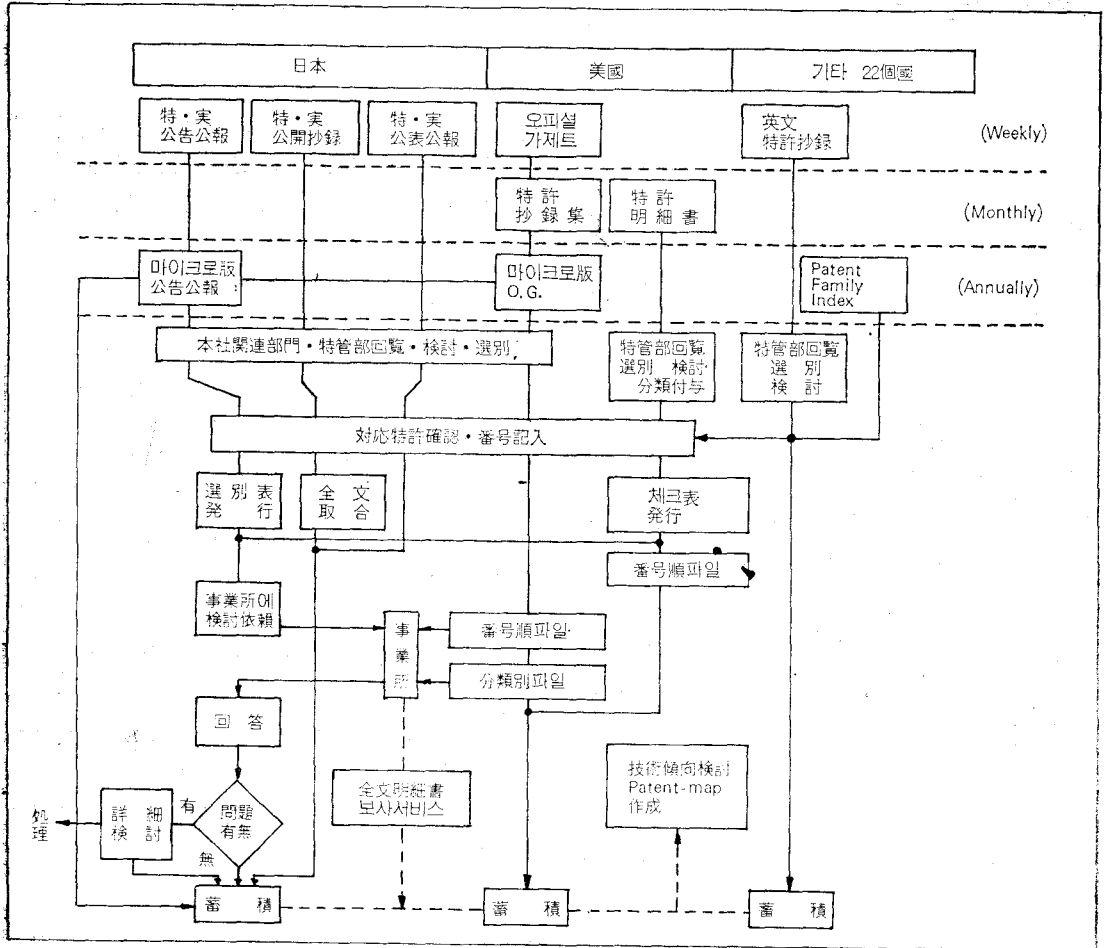 日本
美國
기타 22個國
特・実
公告公報
特・実
公開抄録
特・実
公表公報
오피셜
가제트
英文
特許抄録
(Weekly)
特許
抄録集
特許
明細書
(Monthly)
마이크로版
公告公報
마이크로版
O.G.
Patent
Family
Index
(Annually)
本社関連部門・特管部回覧・検討・選別
特管部回覧
選別 検討・
分類付与
特管部回覧
選別
検討
対応特許確認・番号記入
選別表
発行
全文
取合
체크表
発行
番号順파일
事業所에
検討依頼
事
業
所
番号順파일
分類別파일
回答
全文明細書
보사서비스
技術傾向検討
Patent-map
作成
処
理
詳細
検討
有
問題
有無
無
蓄積
蓄積
蓄積